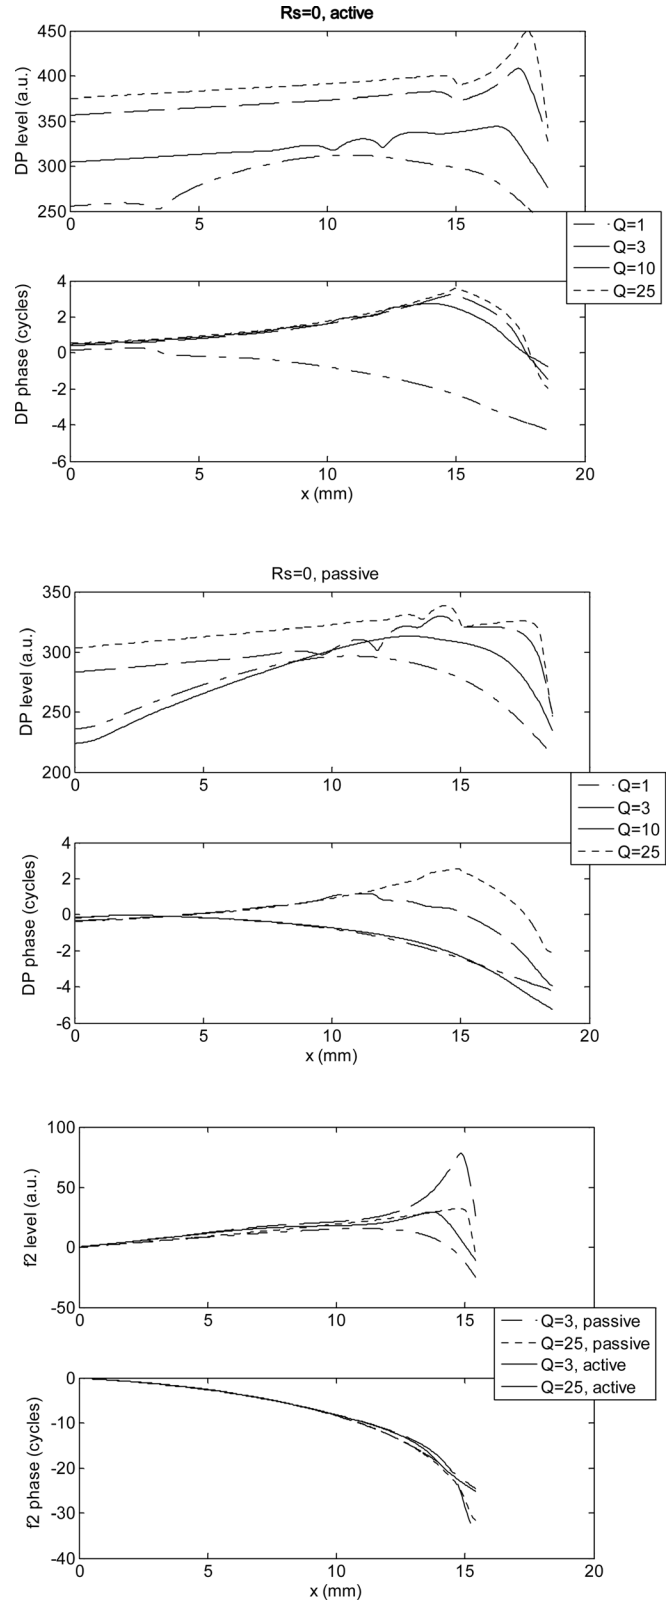 Rs=0, active
450
400
350
300
250
DP level (a.u.)
0 5 10 15 20
Q=1
Q=3
Q=10
Q=25
4
2
0
-2
-4
-6
DP phase (cycles)
0 5 10 15 20
x (mm)
Rs=0, passive
350
300
250
200
DP level (a.u.)
0 5 10 15 20
Q=1
Q=3
Q=10
Q=25
4
2
0
-2
-4
-6
DP phase (cycles)
0 5 10 15 20
x (mm)
100
50
0
-50
f2 level (a.u.)
0 5 10 15
Q=3, passive
Q=25, passive
Q=3, active
Q=25, active
0
-10
-20
-30
-40
f2 phase (cycles)
0 5 10 15 20
x (mm)